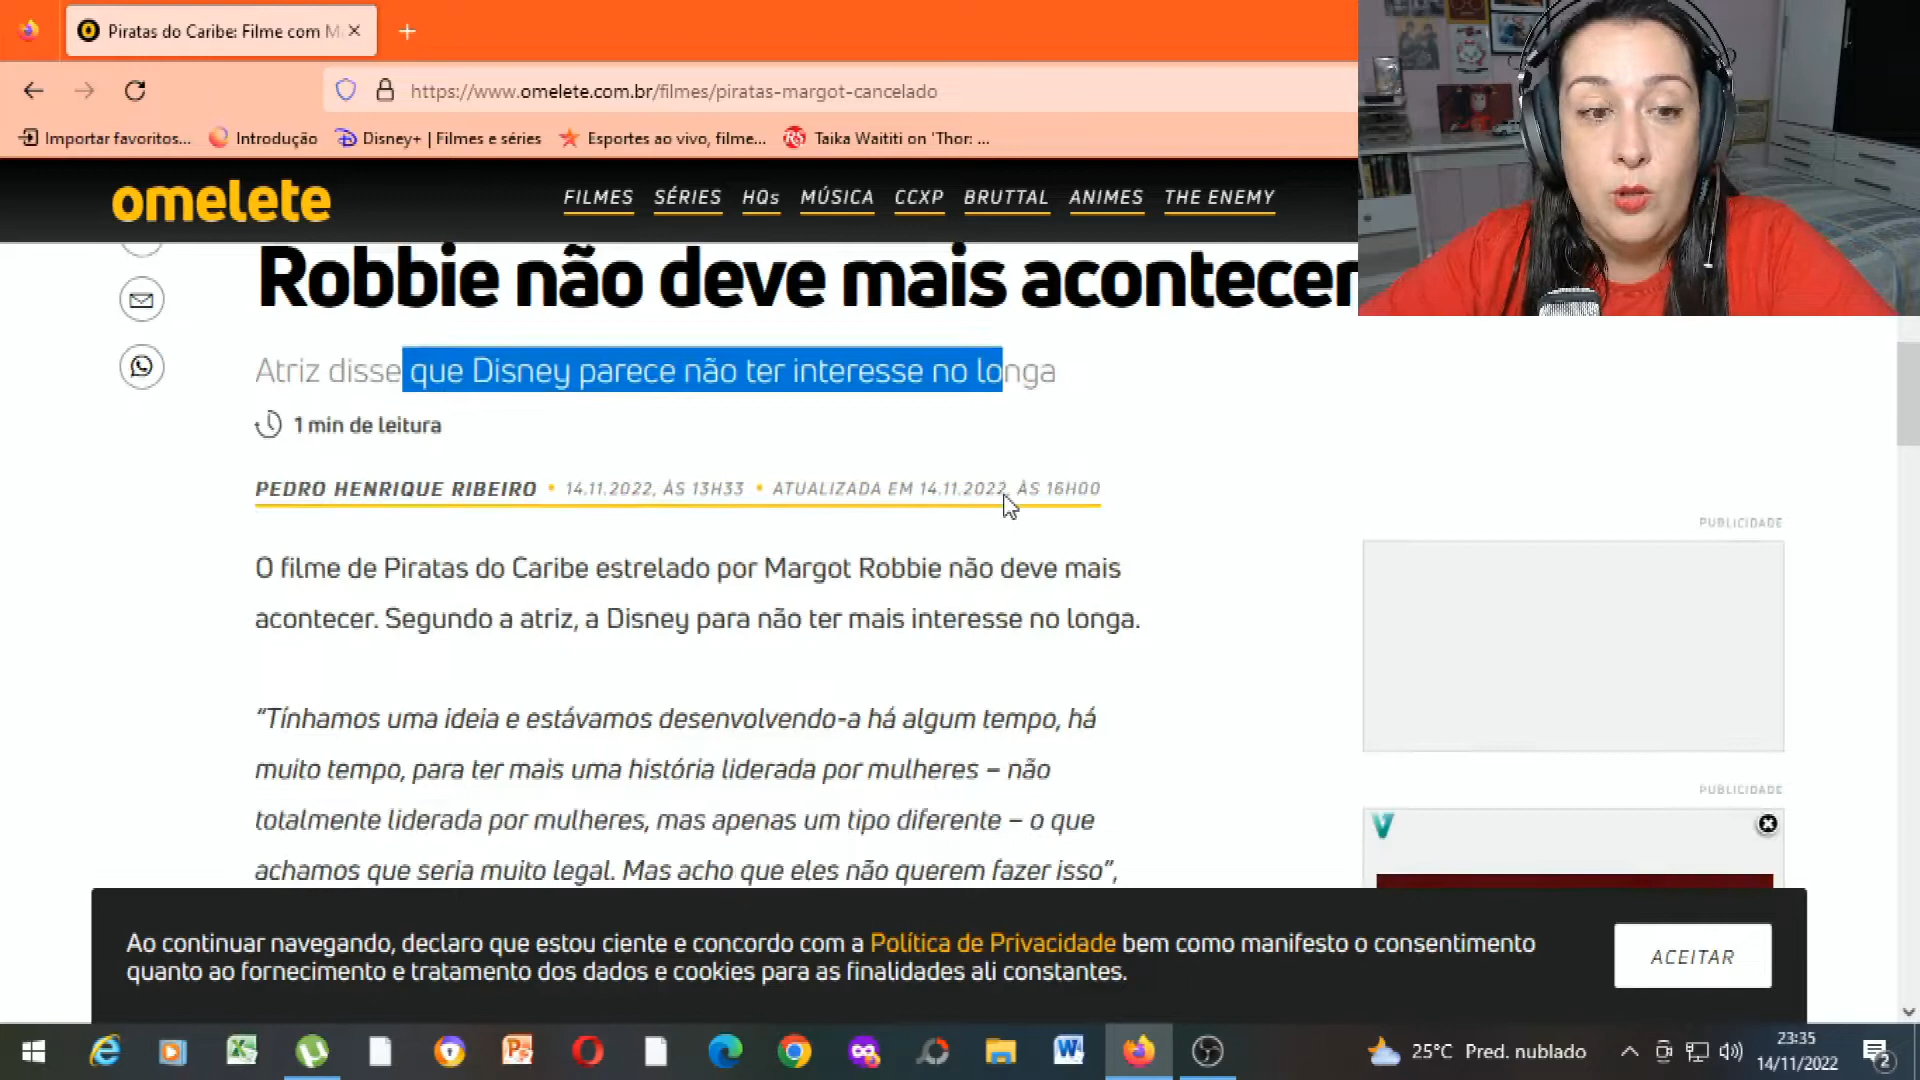 Piratas do Caribe: Filme com M
https://www.omelete.com.br/filmes/piratas-margot-cancelado
Importar favoritos... Introdução Disney+ | Filmes e séries Esportes ao vivo, filme... Taika Waititi on 'Thor: ...
omelete FILMES SÉRIES HQs MÚSICA CCXP BRUTTAL ANIMES THE ENEMY
Robbie não deve mais acontecer
Atriz disse que Disney parece não ter interesse no longa
1 min de leitura
PEDRO HENRIQUE RIBEIRO • 14.11.2022, ÀS 13H33 • ATUALIZADA EM 14.11.2022, ÀS 16H00
O filme de Piratas do Caribe estrelado por Margot Robbie não deve mais
acontecer. Segundo a atriz, a Disney para não ter mais interesse no longa.
“Tínhamos uma ideia e estávamos desenvolvendo-a há algum tempo, há
muito tempo, para ter mais uma história liderada por mulheres – não
totalmente liderada por mulheres, mas apenas um tipo diferente – o que
achamos que seria muito legal. Mas acho que eles não querem fazer isso”,
PUBLICIDADE
PUBLICIDADE
Ao continuar navegando, declaro que estou ciente e concordo com a Política de Privacidade bem como manifesto o consentimento
quanto ao fornecimento e tratamento dos dados e cookies para as finalidades ali constantes.
ACEITAR
25°C Pred. nublado
23:35
14/11/2022
2